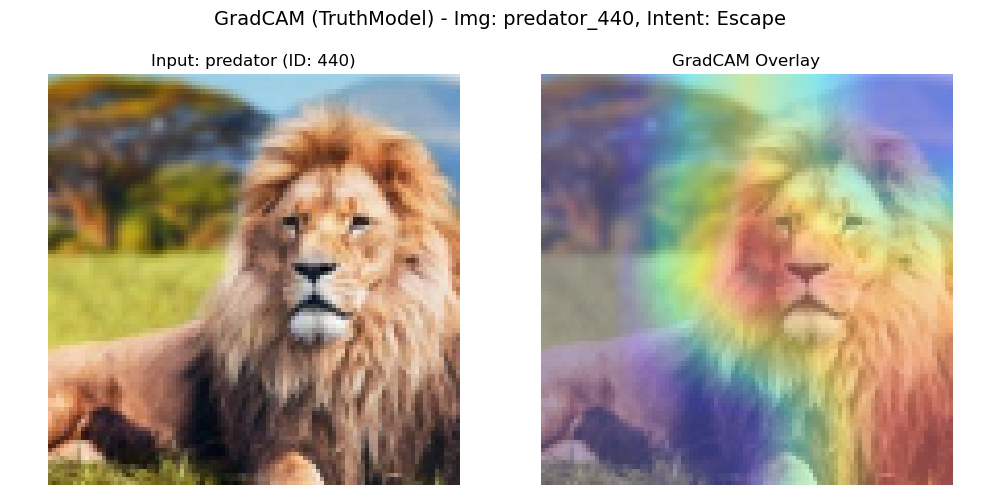 GradCAM (TruthModel) - Img: predator_440, Intent: Escape
Input: predator (ID: 440)
GradCAM Overlay